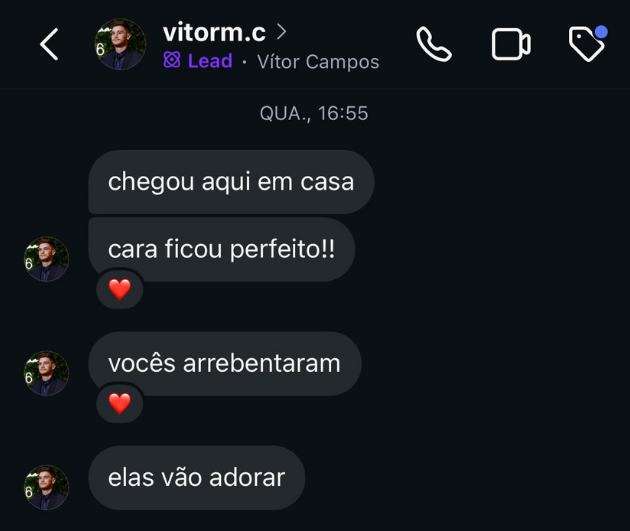 vitorm.c
Lead · Vítor Campos
QUA., 16:55
chegou aqui em casa
cara ficou perfeito!!
vocês arrebentaram
elas vão adorar